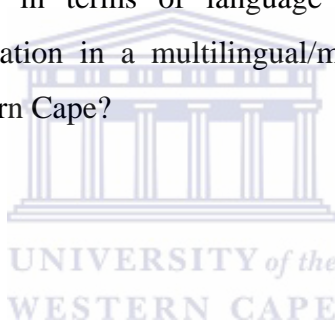 in terms of language
ation in a multilingual/m
rn Cape?
UNIVERSITY of the
WESTERN CAPE